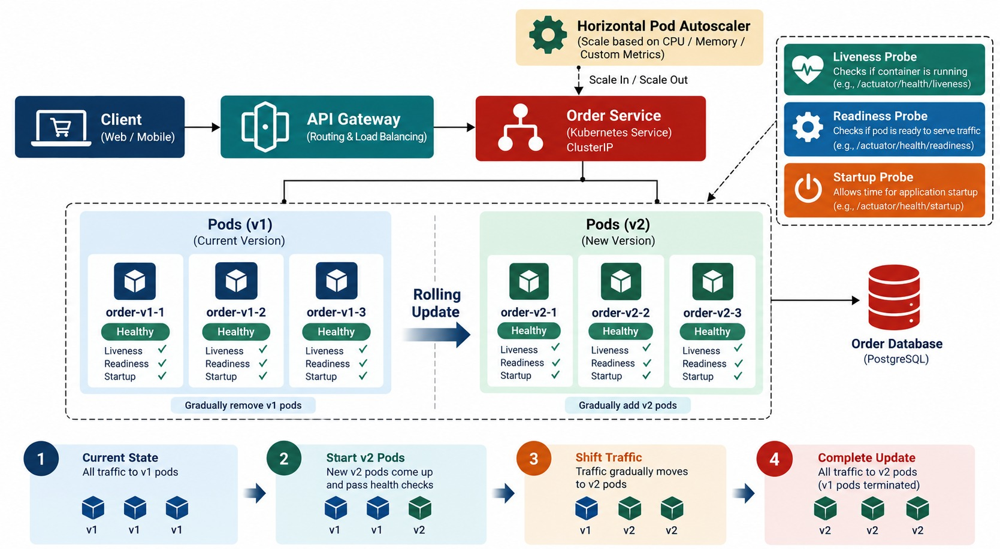 Horizontal Pod Autoscaler
(Scale based on CPU / Memory /
Custom Metrics)
Scale In / Scale Out
Client
(Web / Mobile)
API Gateway
(Routing & Load Balancing)
Order Service
(Kubernetes Service)
ClusterIP
Liveness Probe
Checks if container is running
(e.g., /actuator/health/liveness)
Readiness Probe
Checks if pod is ready to serve traffic
(e.g., /actuator/health/readiness)
Startup Probe
Allows time for application startup
(e.g., /actuator/health/startup)
Pods (v1)
(Current Version)
order-v1-1
Healthy
Liveness ✓
Readiness ✓
Startup ✓
order-v1-2
Healthy
Liveness ✓
Readiness ✓
Startup ✓
order-v1-3
Healthy
Liveness ✓
Readiness ✓
Startup ✓
Gradually remove v1 pods
Rolling
Update
Pods (v2)
(New Version)
order-v2-1
Healthy
Liveness ✓
Readiness ✓
Startup ✓
order-v2-2
Healthy
Liveness ✓
Readiness ✓
Startup ✓
order-v2-3
Healthy
Liveness ✓
Readiness ✓
Startup ✓
Gradually add v2 pods
Order Database
(PostgreSQL)
1
Current State
All traffic to v1 pods
v1 v1 v1
2
Start v2 Pods
New v2 pods come up
and pass health checks
v1 v1 v2
3
Shift Traffic
Traffic gradually moves
to v2 pods
v1 v2 v2
4
Complete Update
All traffic to v2 pods
(v1 pods terminated)
v2 v2 v2